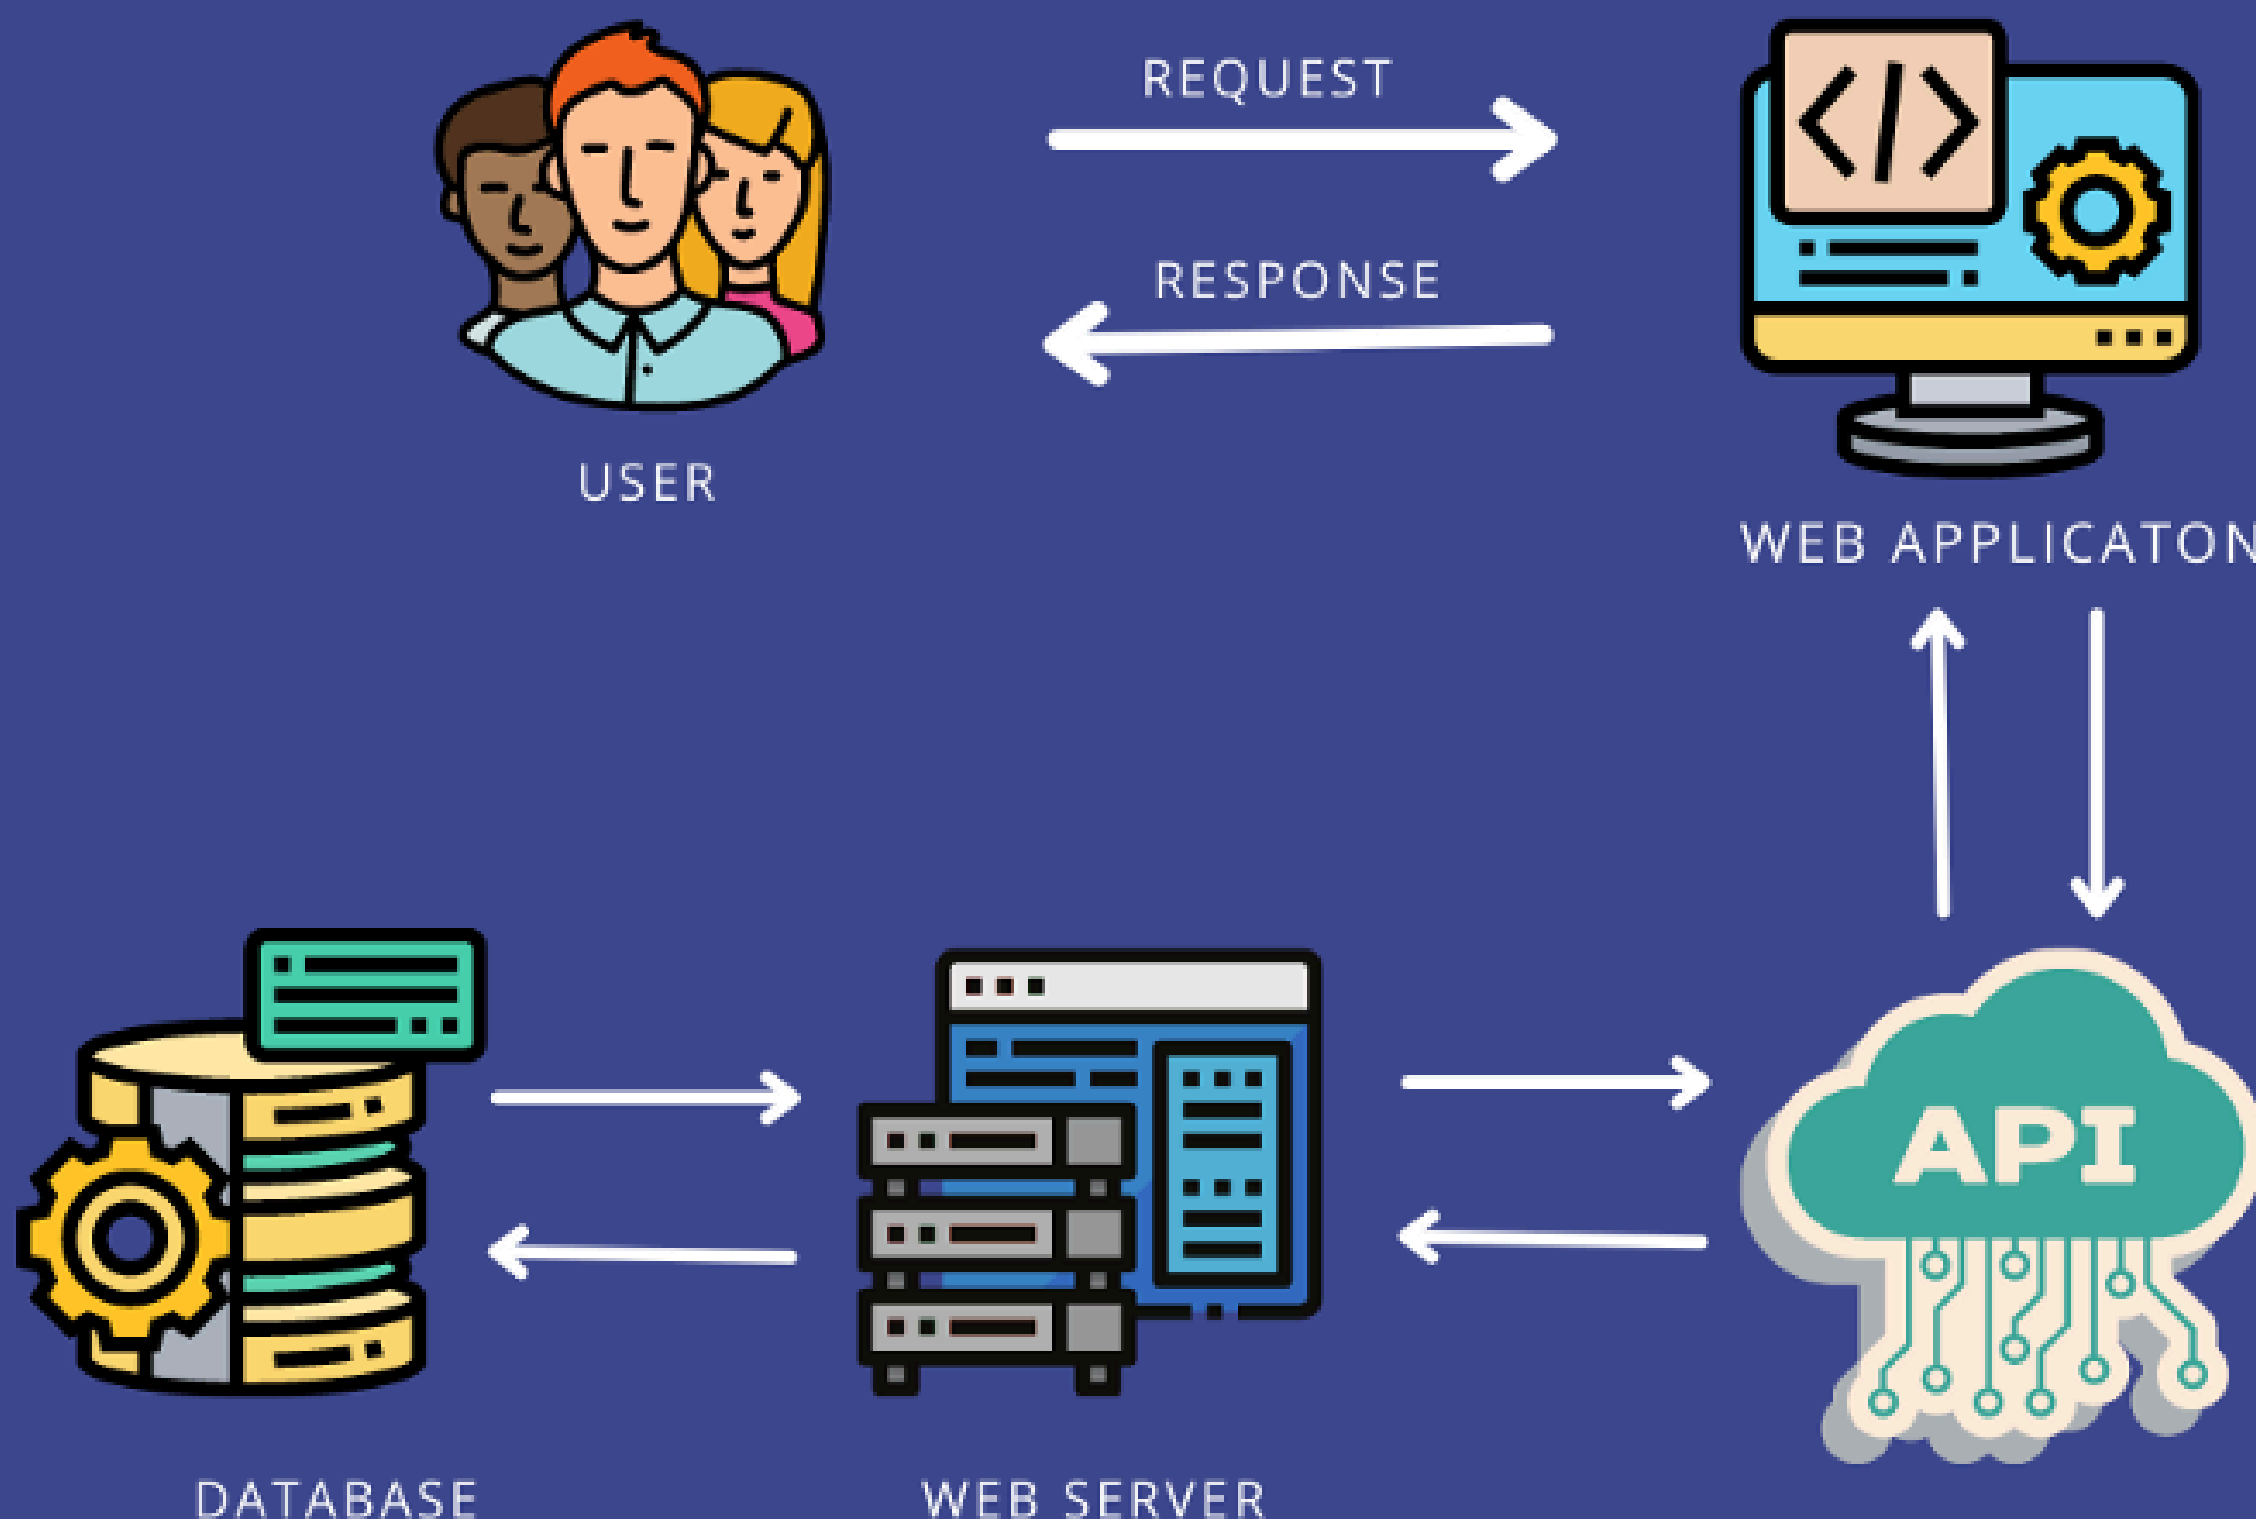 REQUEST
RESPONSE
USER
WEB APPLICATON
API
DATABASE
WEB SERVER